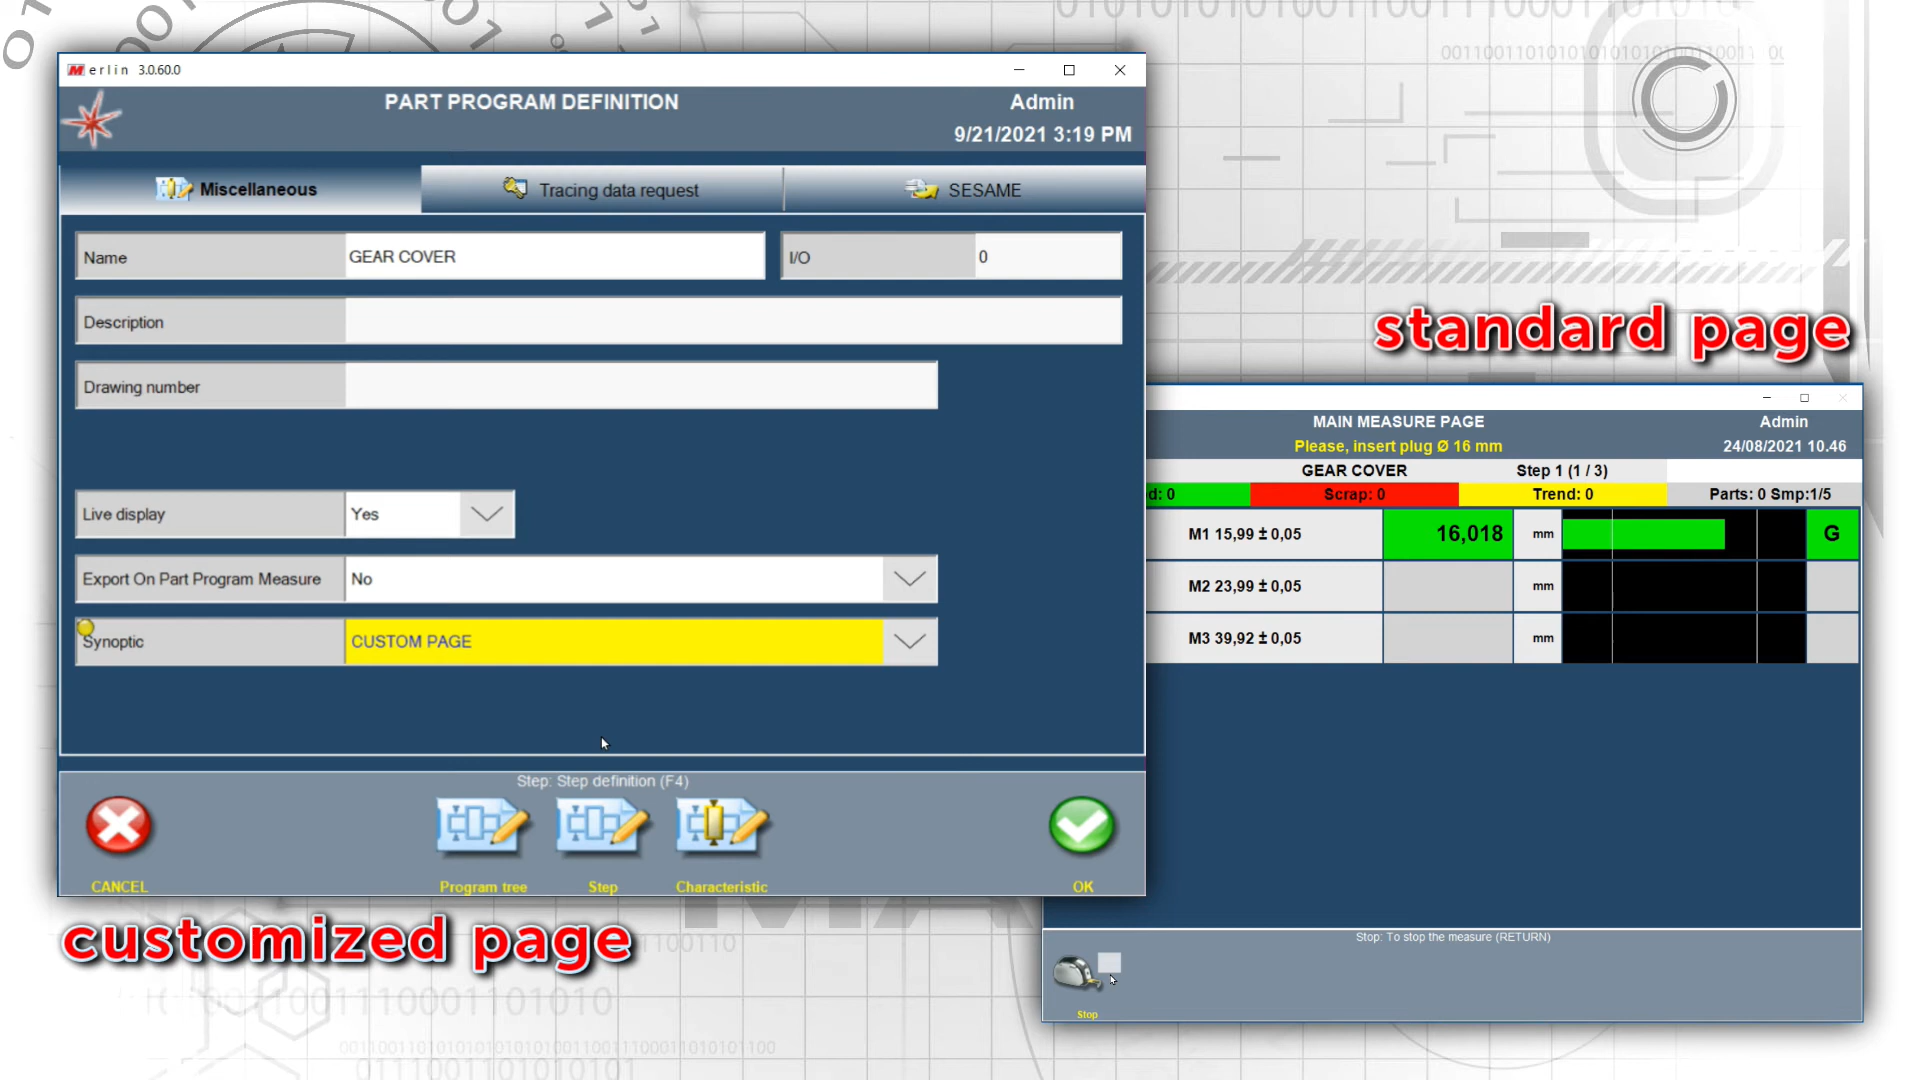 Merlin 3.0.60.0
PART PROGRAM DEFINITION
Admin
9/21/2021 3:19 PM
Miscellaneous
Tracing data request
SESAME
Name
GEAR COVER
I/O
0
Description
Drawing number
Live display
Yes
Export On Part Program Measure
No
Synoptic
CUSTOM PAGE
Step: Step definition (F4)
CANCEL
Program tree
Step
Characteristic
OK
customized page
standard page
MAIN MEASURE PAGE
Admin
Please, insert plug Ø 16 mm
24/08/2021 10.46
GEAR COVER
Step 1 (1 / 3)
d: 0
Scrap: 0
Trend: 0
Parts: 0 Smp:1/5
M1 15,99 ± 0,05
16,018
mm
G
M2 23,99 ± 0,05
mm
M3 39,92 ± 0,05
mm
Stop: To stop the measure (RETURN)
Stop